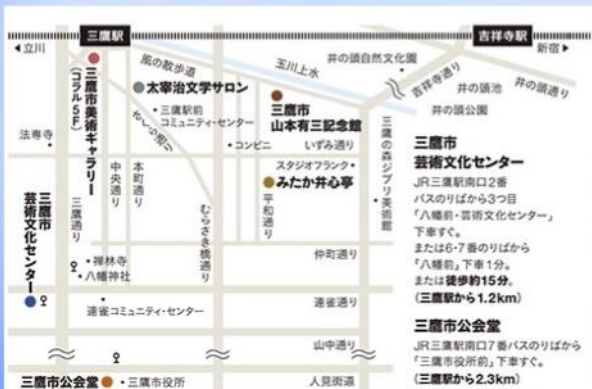 三鷹駅
吉祥寺駅
◀立川
新宿▶
風の散歩道
玉川上水
井の頭自然文化園
吉祥寺通り
井の頭池
井の頭通り
井の頭公園
三鷹市美術ギャラリー
(コラル5F)
太宰治文学サロン
・三鷹駅前
コミュニティ・センター
三鷹市
山本有三記念館
法専寺
・コンビニ
いずみ通り
スタジオフランク・
みたか井心亭
三鷹の森ジブリ美術館
中央通り
本町通り
三鷹通り
むらさき橋通り
平和通り
三鷹市
芸術文化センター
・禅林寺
・八幡神社
仲町通り
連雀コミュニティ・センター
連雀通り
山中通り
三鷹市公会堂
・三鷹市役所
人見街道
三鷹市
芸術文化センター
JR三鷹駅南口2番
バスのりばから3つ目
「八幡前・芸術文化センター」
下車すぐ。
または6・7番のりばから
「八幡前」下車1分。
または徒歩約15分。
(三鷹駅から1.2km)
三鷹市公会堂
JR三鷹駅南口7番バスのりばから
「三鷹市役所前」下車すぐ。
(三鷹駅から2.3km)